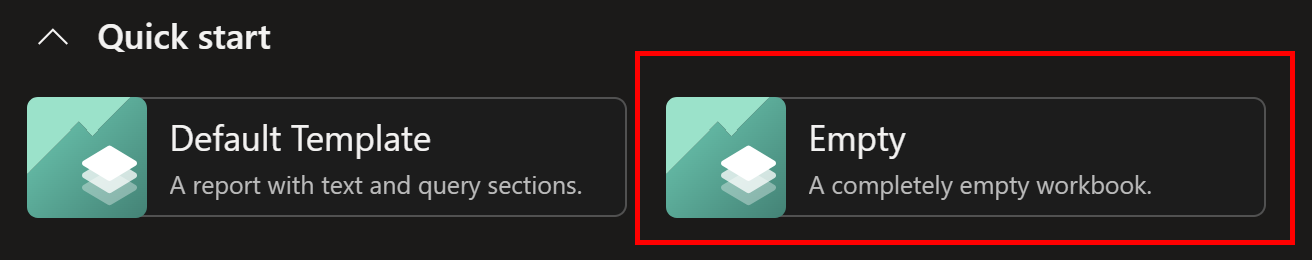 Quick start
Default Template
A report with text and query sections.
Empty
A completely empty workbook.